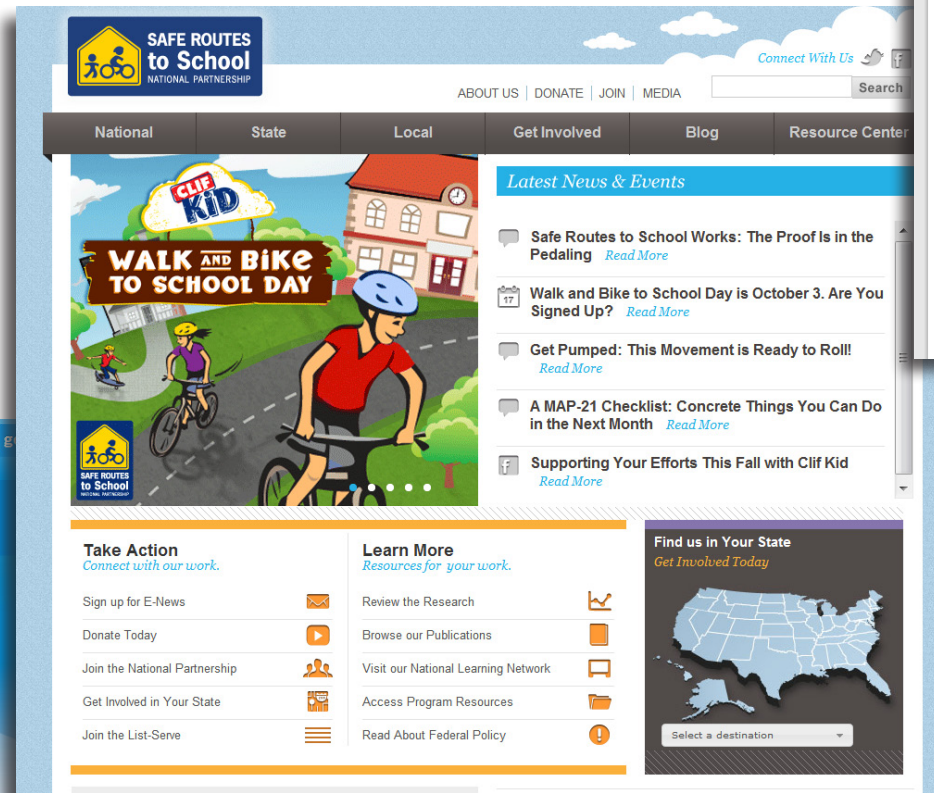 SAFE ROUTES
to School
NATIONAL PARTNERSHIP
Connect With Us
ABOUT US | DONATE | JOIN | MEDIA
Search
National State Local Get Involved Blog Resource Center
CLIF
KID
WALK AND BIKE
TO SCHOOL DAY
SAFE ROUTES
to School
NATIONAL PARTNERSHIP
Latest News & Events
Safe Routes to School Works: The Proof Is in the
Pedaling Read More
17
Walk and Bike to School Day is October 3. Are You
Signed Up? Read More
Get Pumped: This Movement is Ready to Roll!
Read More
A MAP-21 Checklist: Concrete Things You Can Do
in the Next Month Read More
Supporting Your Efforts This Fall with Clif Kid
Read More
Take Action
Connect with our work.
Sign up for E-News
Donate Today
Join the National Partnership
Get Involved in Your State
Join the List-Serve
Learn More
Resources for your work.
Review the Research
Browse our Publications
Visit our National Learning Network
Access Program Resources
Read About Federal Policy
Find us in Your State
Get Involved Today
Select a destination